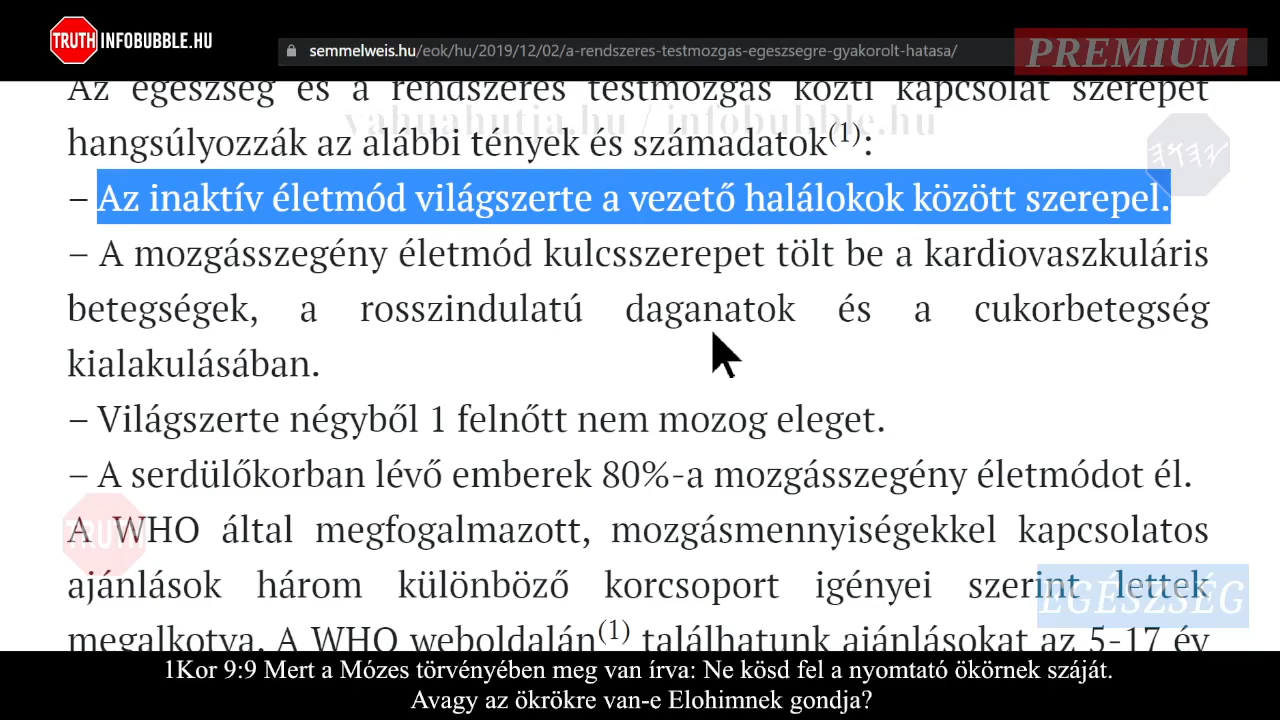 TRUTH INFOBUBBLE.HU
semmelweis.hu/eok/hu/2019/12/02/a-rendszeres-testmozgas-egeszsegre-gyakorolt-hatasa/
PREMIUM
Az egészség és a rendszeres testmozgás közti kapcsolat szerepét
yahuahutja.hu / infobubble.hu
hangsúlyozzák az alábbi tények és számadatok(1):
– Az inaktív életmód világszerte a vezető halálokok között szerepel.
– A mozgásszegény életmód kulcsszerepet tölt be a kardiovaszkuláris
betegségek, a rosszindulatú daganatok és a cukorbetegség
kialakulásában.
– Világszerte négyből 1 felnőtt nem mozog eleget.
– A serdülőkorban lévő emberek 80%-a mozgásszegény életmódot él.
A WHO által megfogalmazott, mozgásmennyiségekkel kapcsolatos
TRUTH
ajánlások három különböző korcsoport igényei szerint lettek
EGÉSZSÉG
megalkotva. A WHO weboldalán(1) találhatunk ajánlásokat az 5-17 év
1Kor 9:9 Mert a Mózes törvényében meg van írva: Ne kösd fel a nyomtató ökörnek száját.
Avagy az ökrökre van-e Elohimnek gondja?